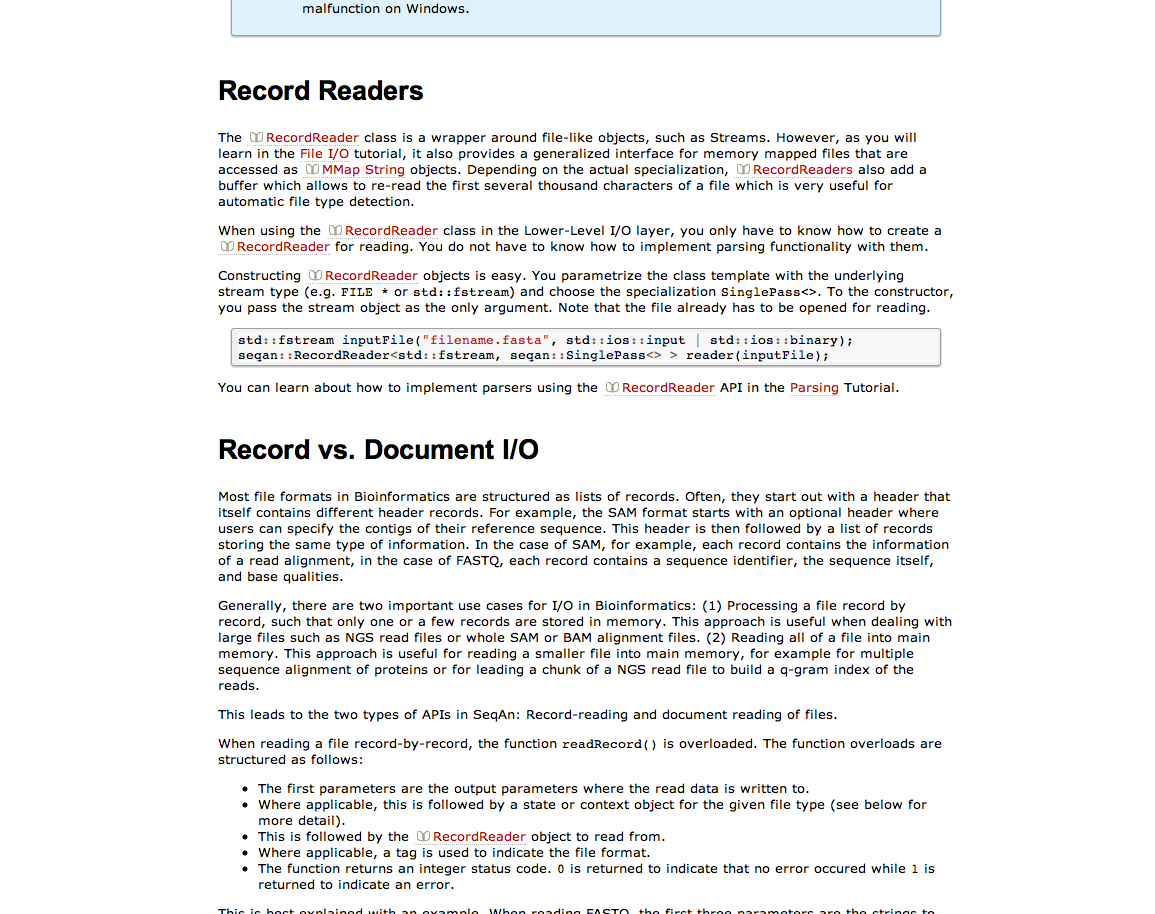 malfunction on Windows.
Record Readers
The RecordReader class is a wrapper around file-like objects, such as Streams. However, as you will
learn in the File I/O tutorial, it also provides a generalized interface for memory mapped files that are
accessed as MMap String objects. Depending on the actual specialization, RecordReaders also add a
buffer which allows to re-read the first several thousand characters of a file which is very useful for
automatic file type detection.
When using the RecordReader class in the Lower-Level I/O layer, you only have to know how to create a
RecordReader for reading. You do not have to know how to implement parsing functionality with them.
Constructing RecordReader objects is easy. You parametrize the class template with the underlying
stream type (e.g. FILE * or std::fstream) and choose the specialization SinglePass<>. To the constructor,
you pass the stream object as the only argument. Note that the file already has to be opened for reading.
std::fstream inputFile("filename.fasta", std::ios::input | std::ios::binary);
seqan::RecordReader<std::fstream, seqan::SinglePass<> > reader(inputFile);
You can learn about how to implement parsers using the RecordReader API in the Parsing Tutorial.
Record vs. Document I/O
Most file formats in Bioinformatics are structured as lists of records. Often, they start out with a header that
itself contains different header records. For example, the SAM format starts with an optional header where
users can specify the contigs of their reference sequence. This header is then followed by a list of records
storing the same type of information. In the case of SAM, for example, each record contains the information
of a read alignment, in the case of FASTQ, each record contains a sequence identifier, the sequence itself,
and base qualities.
Generally, there are two important use cases for I/O in Bioinformatics: (1) Processing a file record by
record, such that only one or a few records are stored in memory. This approach is useful when dealing with
large files such as NGS read files or whole SAM or BAM alignment files. (2) Reading all of a file into main
memory. This approach is useful for reading a smaller file into main memory, for example for multiple
sequence alignment of proteins or for leading a chunk of a NGS read file to build a q-gram index of the
reads.
This leads to the two types of APIs in SeqAn: Record-reading and document reading of files.
When reading a file record-by-record, the function readRecord() is overloaded. The function overloads are
structured as follows:
• The first parameters are the output parameters where the read data is written to.
• Where applicable, this is followed by a state or context object for the given file type (see below for
more detail).
• This is followed by the RecordReader object to read from.
• Where applicable, a tag is used to indicate the file format.
• The function returns an integer status code. 0 is returned to indicate that no error occured while 1 is
returned to indicate an error.
This is best explained with an example. When reading FASTQ, the first three parameters are the strings to